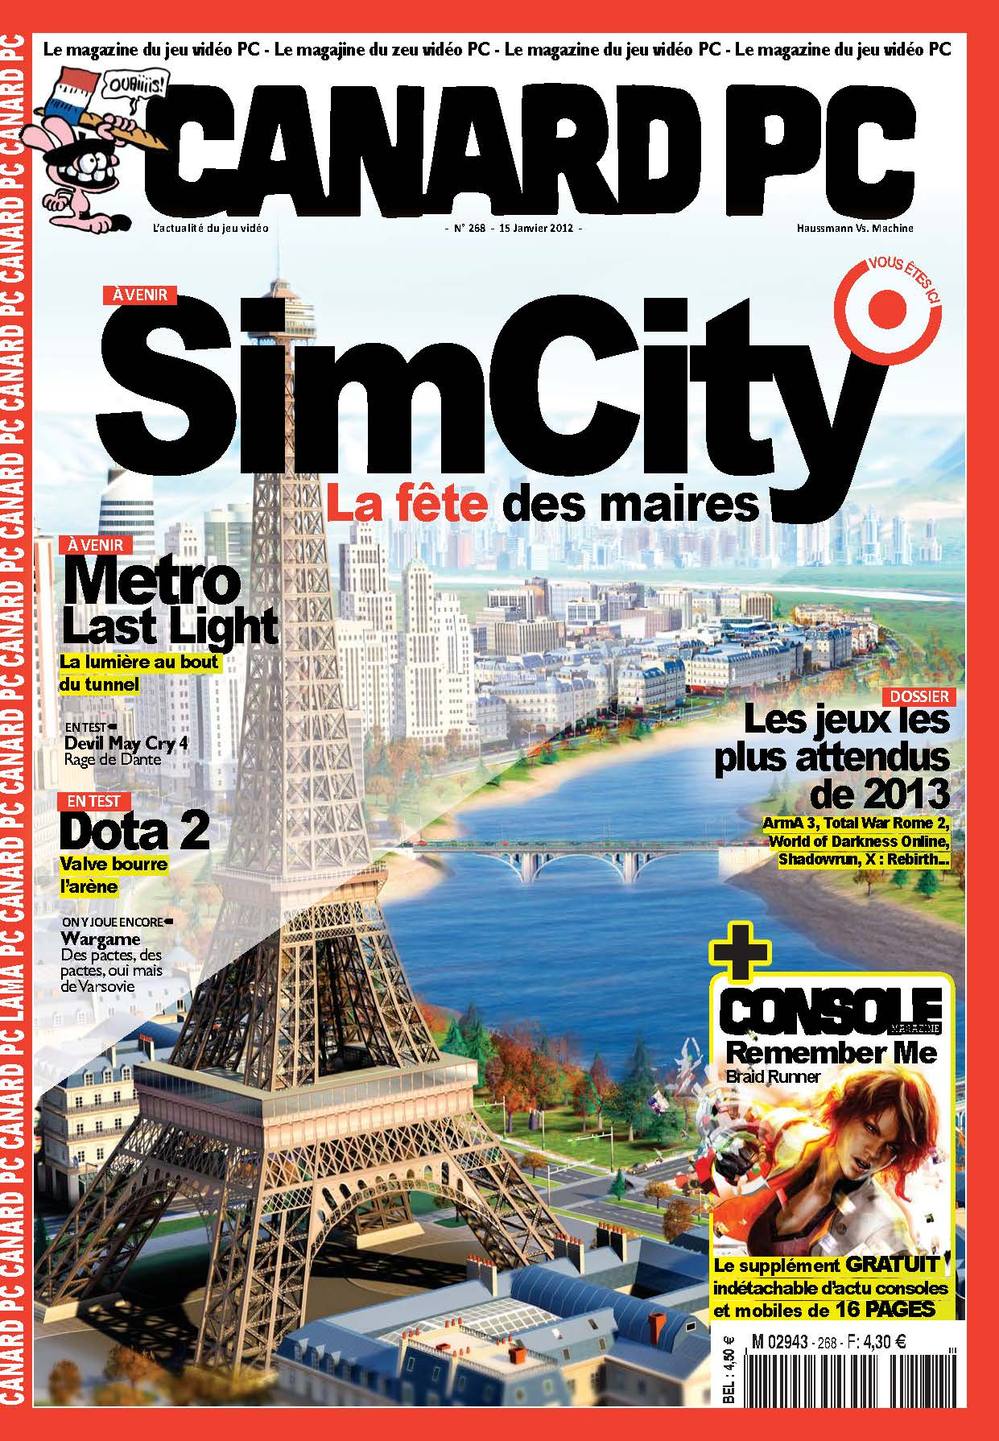 Le magazine du jeu vidéo PC - Le magajine du zeu vidéo PC - Le magazine du jeu vidéo PC - Le magazine du jeu vidéo PC
OUBiiiiS!
CANARD PC
L'actualité du jeu vidéo - N° 268 - 15 Janvier 2012 - Haussmann Vs. Machine
VOUS ÊTES ICI
À VENIR
SimCity
La fête des maires
À VENIR
Metro
Last Light
La lumière au bout
du tunnel
EN TEST
Devil May Cry 4
Rage de Dante
EN TEST
Dota 2
Valve bourre
l'arène
ON Y JOUE ENCORE
Wargame
Des pactes, des
pactes, oui mais
de Varsovie
DOSSIER
Les jeux les
plus attendus
de 2013
ArmA 3, Total War Rome 2,
World of Darkness Online,
Shadowrun, X : Rebirth...
+
CONSOLE
MAGAZINE
Remember Me
Braid Runner
Le supplément GRATUIT !
indétachable d'actu consoles
et mobiles de 16 PAGES
BEL : 4,50 €
M 02943 - 268 - F: 4,30 €
CANARD PC CANARD PC CANARD PC LAMA PC CANARD PC CANARD PC CANARD PC CANARD PC CANARD PC CANARD PC CANARD PC